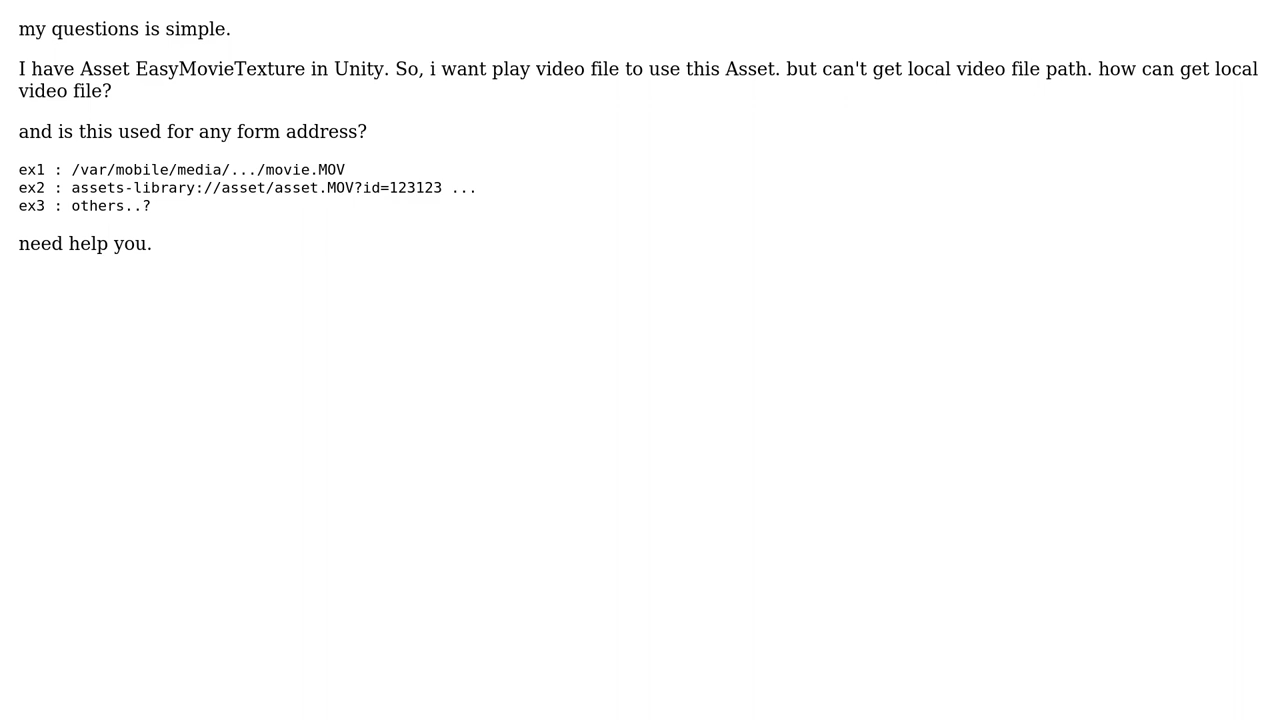 my questions is simple.
I have Asset EasyMovieTexture in Unity. So, i want play video file to use this Asset. but can't get local video file path. how can get local
video file?
and is this used for any form address?
ex1 : /var/mobile/media/.../movie.MOV
ex2 : assets-library://asset/asset.MOV?id=123123 ...
ex3 : others..?
need help you.